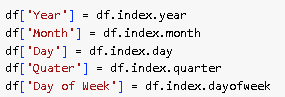 df['Year'] = df.index.year
df['Month'] = df.index.month
df['Day'] = df.index.day
df['Quater'] = df.index.quarter
df['Day of Week'] = df.index.dayofweek